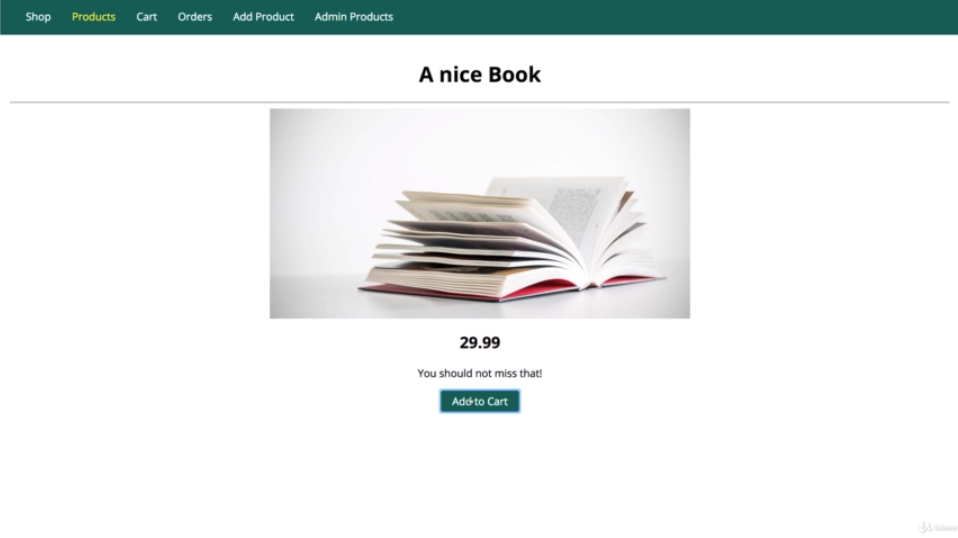 Shop Products Cart Orders Add Product Admin Products
A nice Book
29.99
You should not miss that!
Add to Cart
Udemy